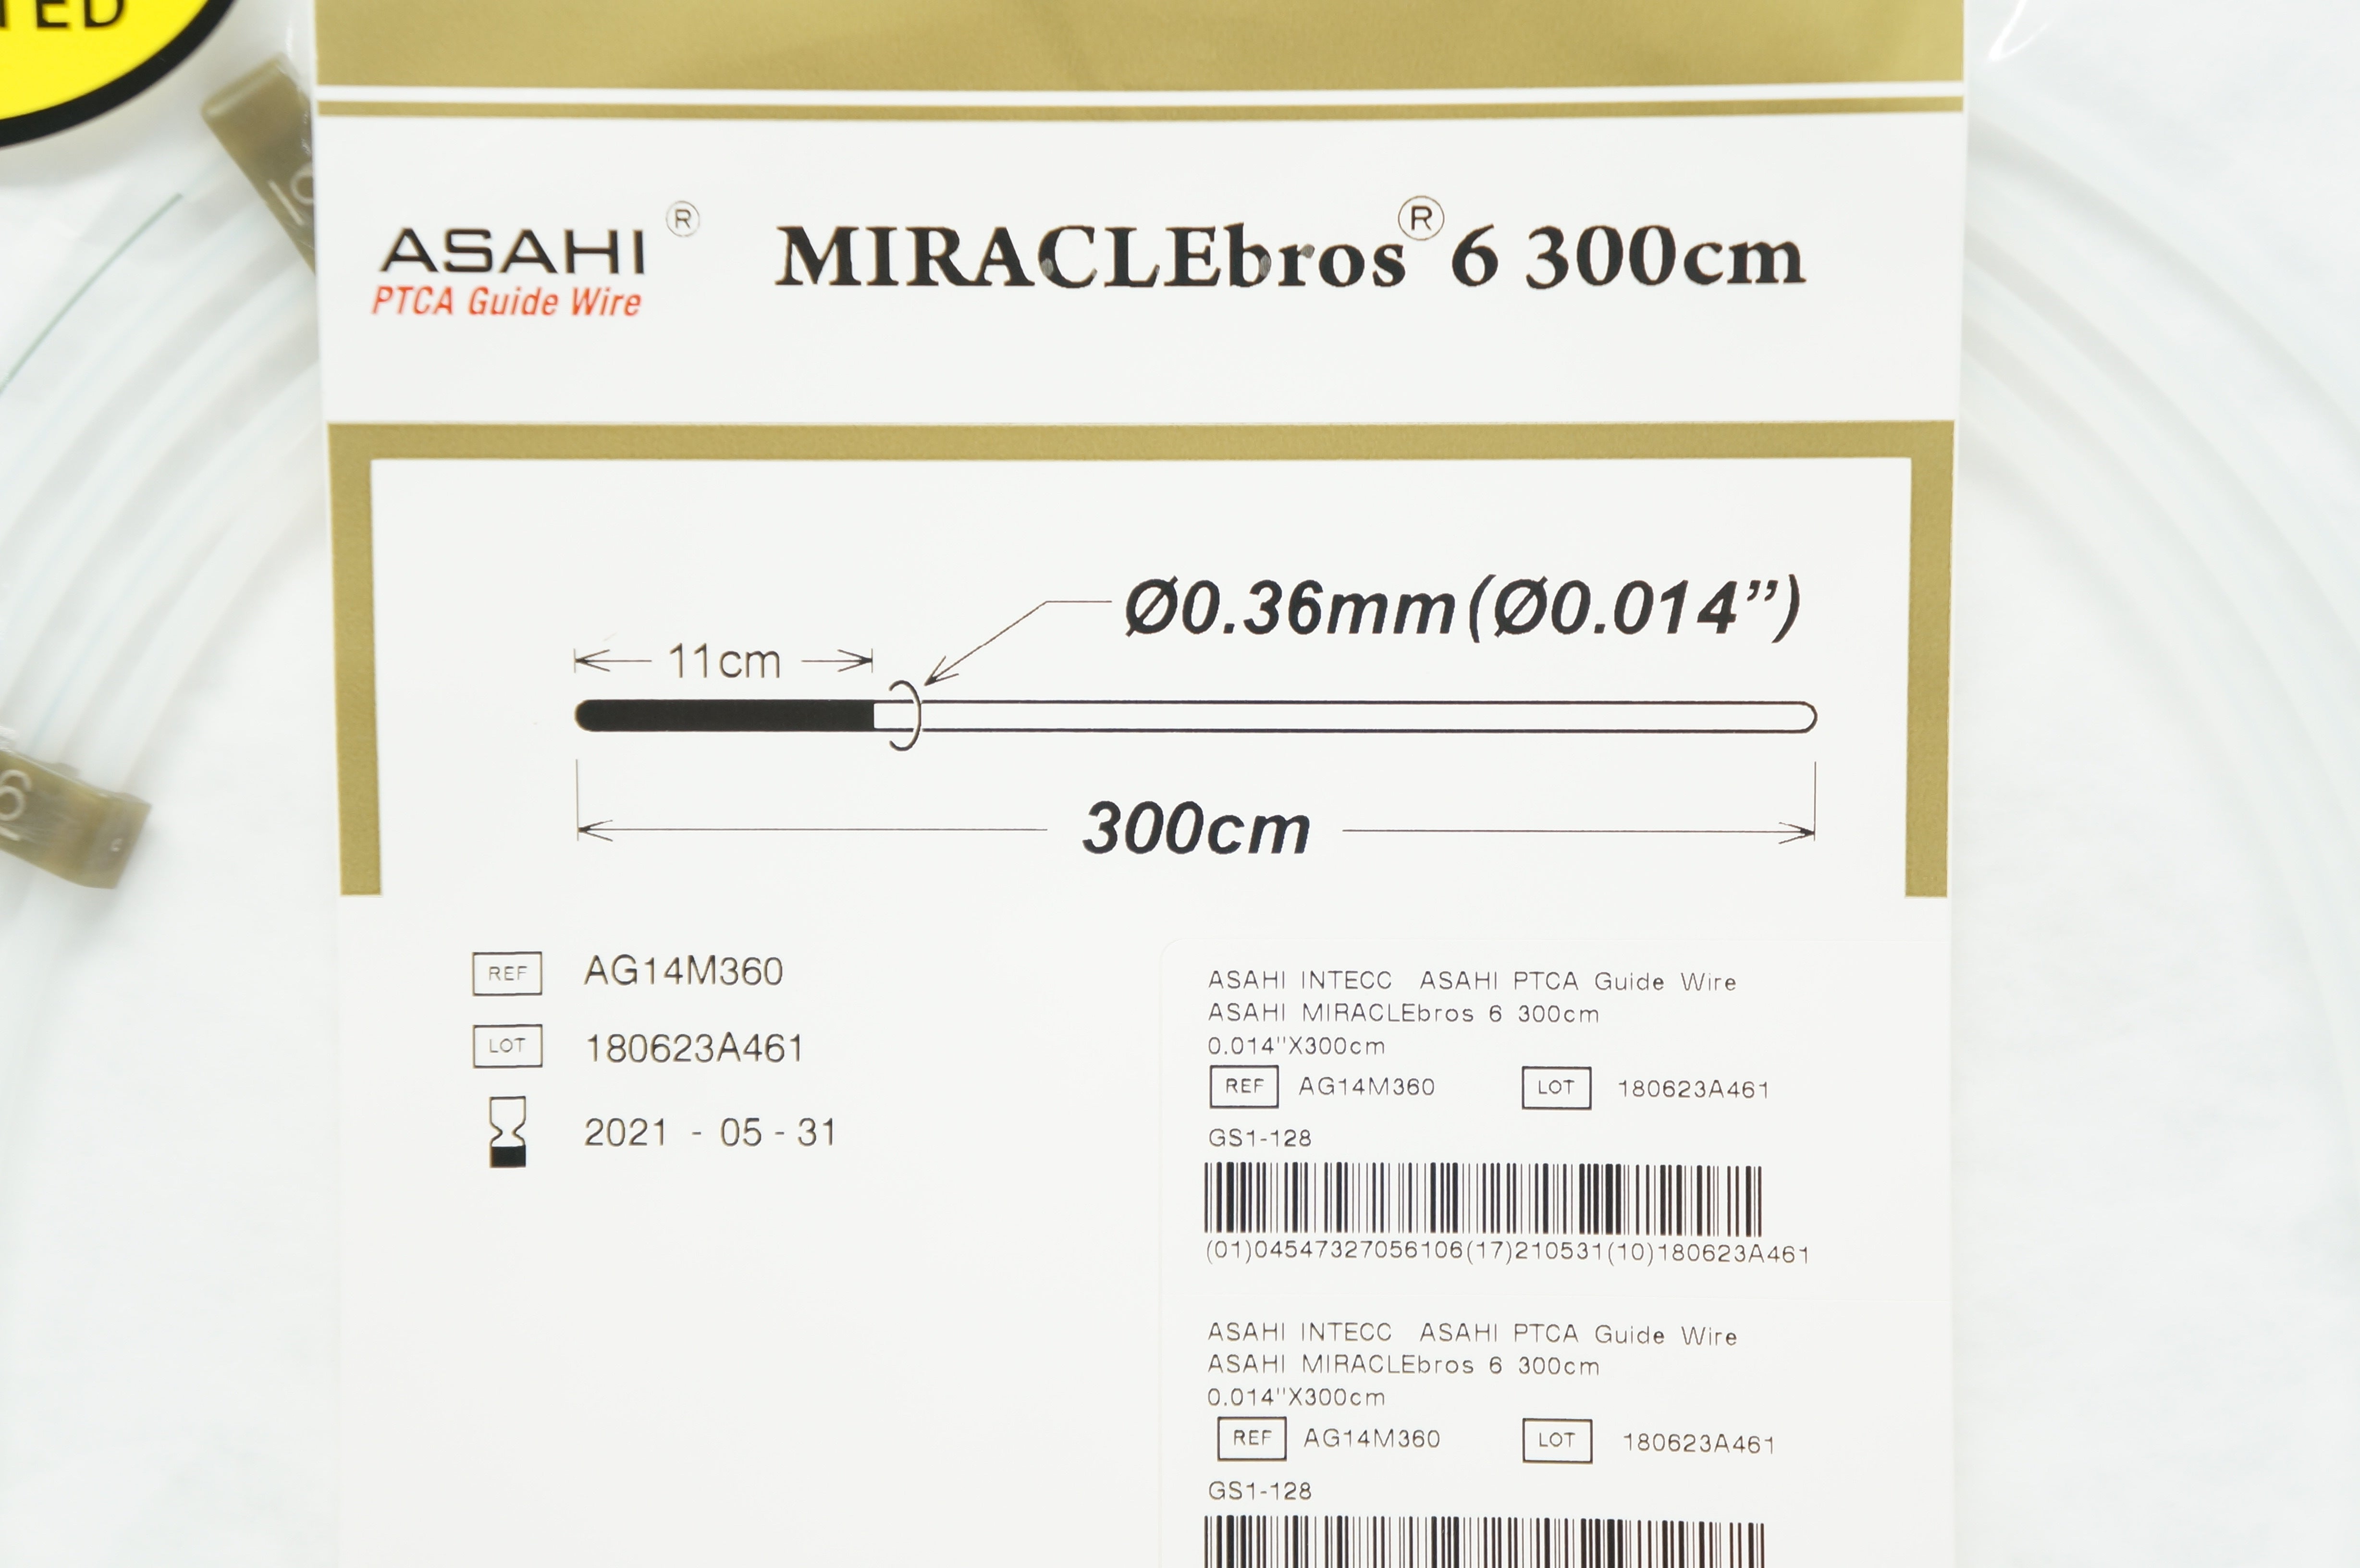 ASAHI®
PTCA Guide Wire
MIRACLEbros® 6 300cm
Ø0.36mm(Ø0.014”)
11cm
300cm
REF AG14M360
LOT 180623A461
2021 - 05 - 31
ASAHI INTECC ASAHI PTCA Guide Wire
ASAHI MIRACLEbros 6 300cm
0.014"X300cm
REF AG14M360 LOT 180623A461
GS1-128
(01)04547327056106(17)210531(10)180623A461
ASAHI INTECC ASAHI PTCA Guide Wire
ASAHI MIRACLEbros 6 300cm
0.014"X300cm
REF AG14M360 LOT 180623A461
GS1-128